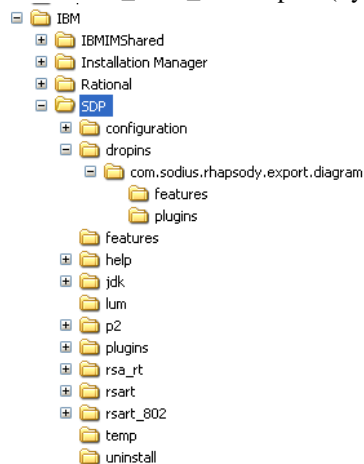 IBM
IBMIMShared
Installation Manager
Rational
SDP
configuration
dropins
com.sodius.rhapsody.export.diagram
features
plugins
features
help
jdk
lum
p2
plugins
rsa_rt
rsart
rsart_802
temp
uninstall